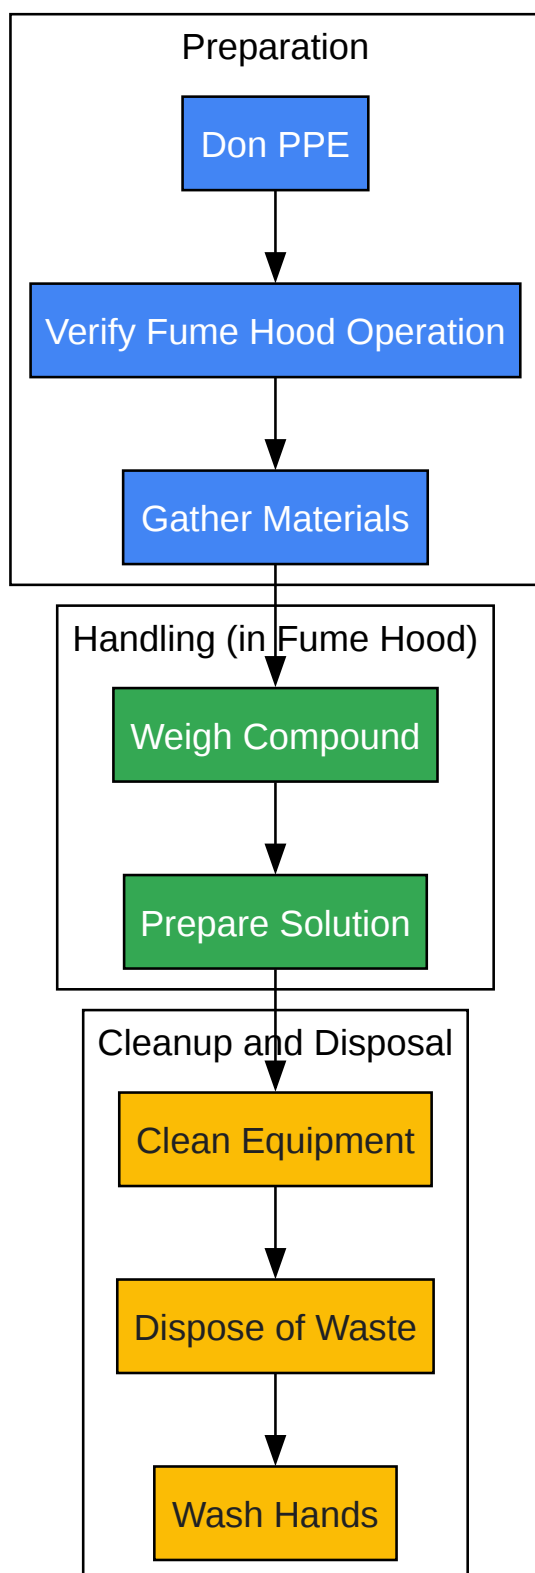 Preparation
Don PPE
Verify Fume Hood Operation
Gather Materials
Handling (in Fume Hood)
Weigh Compound
Prepare Solution
Cleanup and Disposal
Clean Equipment
Dispose of Waste
Wash Hands